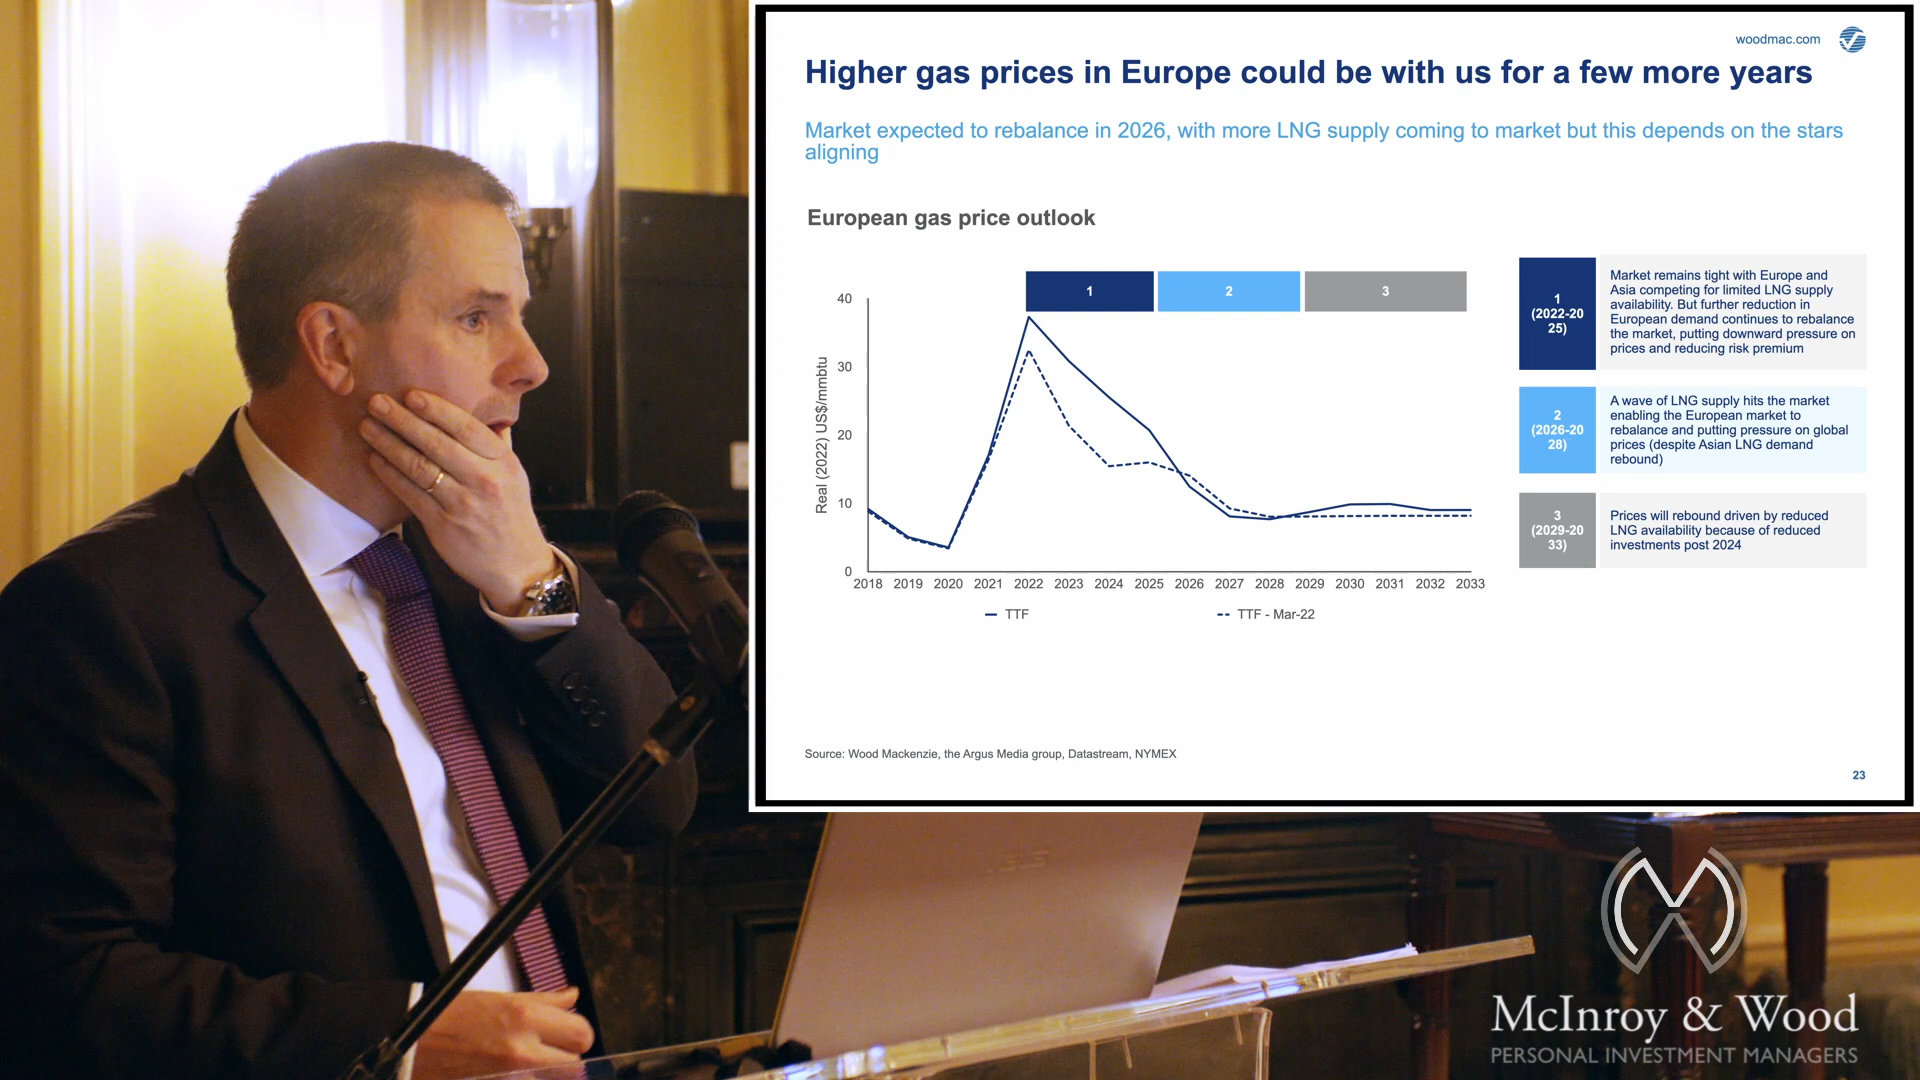 woodmac.com
Higher gas prices in Europe could be with us for a few more years
Market expected to rebalance in 2026, with more LNG supply coming to market but this depends on the stars
aligning
European gas price outlook
1
2
3
40
30
20
10
0
Real (2022) US$/mmbtu
2018 2019 2020 2021 2022 2023 2024 2025 2026 2027 2028 2029 2030 2031 2032 2033
TTF
TTF - Mar-22
1
(2022-20
25)
Market remains tight with Europe and
Asia competing for limited LNG supply
availability. But further reduction in
European demand continues to rebalance
the market, putting downward pressure on
prices and reducing risk premium
2
(2026-20
28)
A wave of LNG supply hits the market
enabling the European market to
rebalance and putting pressure on global
prices (despite Asian LNG demand
rebound)
3
(2029-20
33)
Prices will rebound driven by reduced
LNG availability because of reduced
investments post 2024
Source: Wood Mackenzie, the Argus Media group, Datastream, NYMEX
23
McInroy & Wood
PERSONAL INVESTMENT MANAGERS